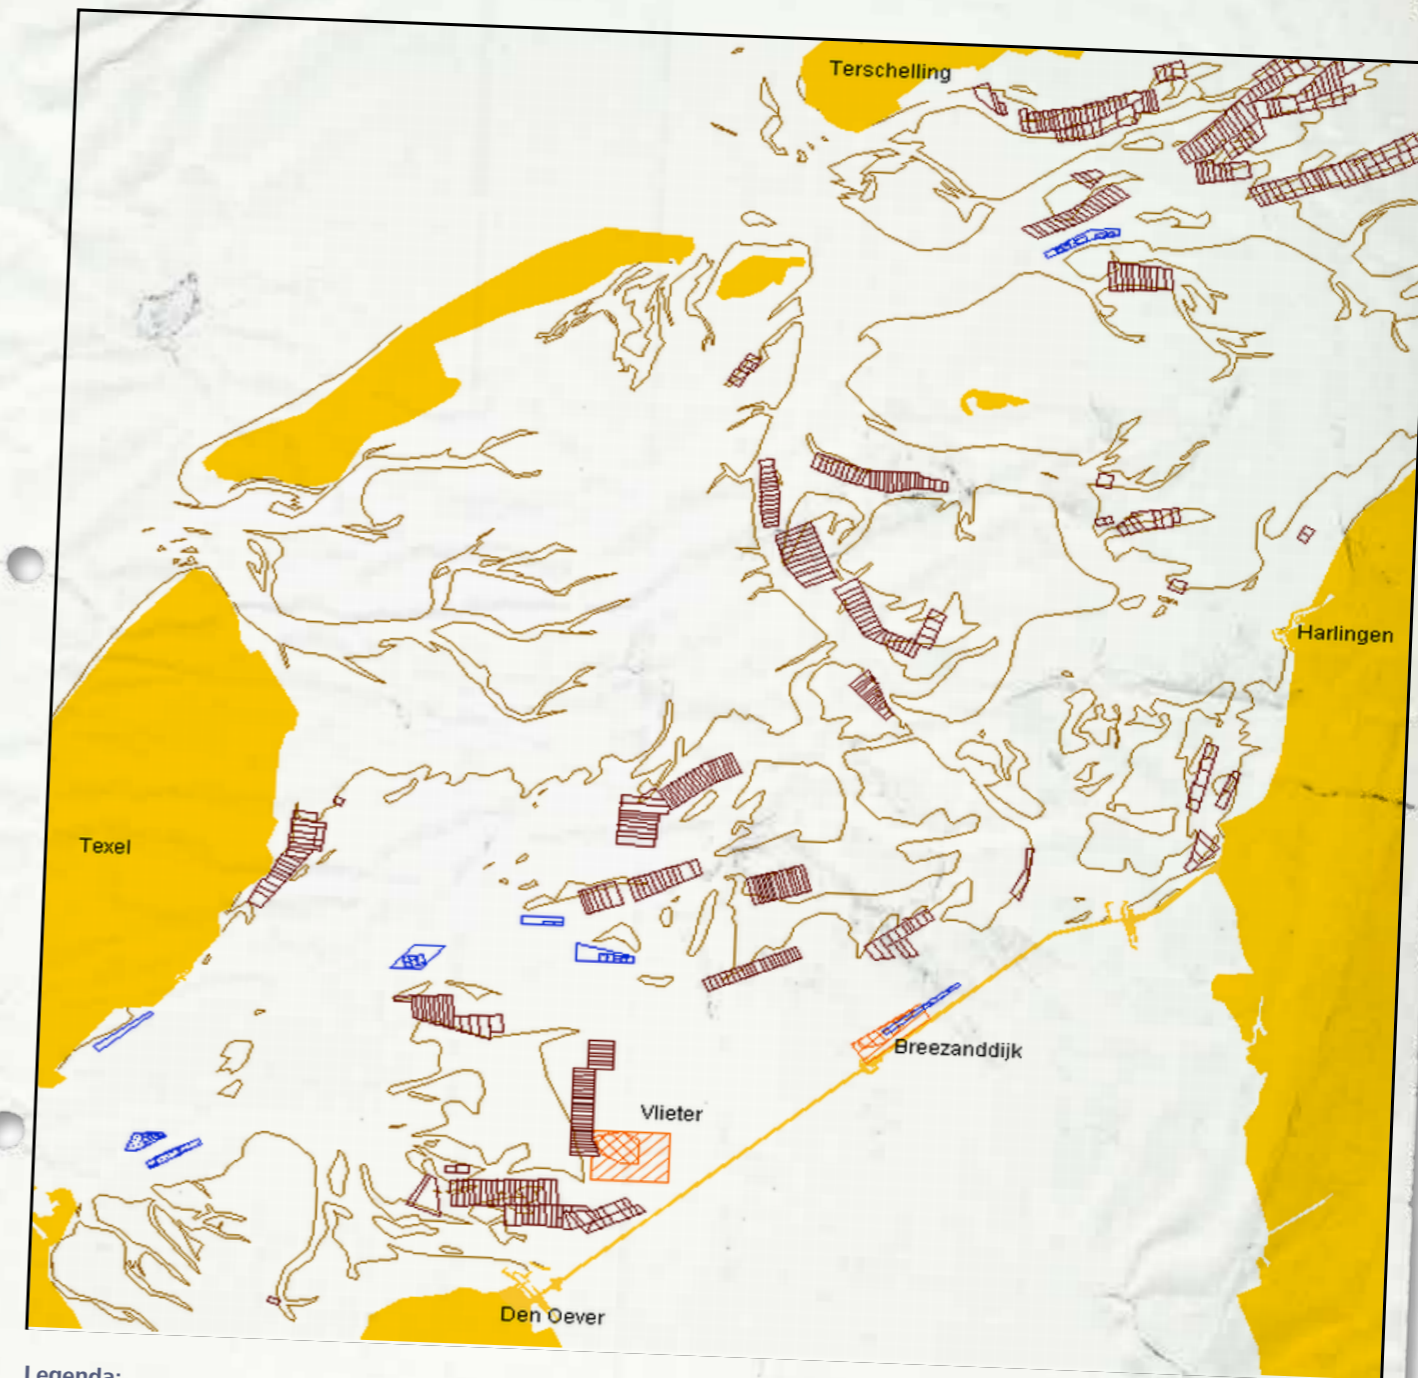 Terschelling
Harlingen
Texel
Breezanddijk
Vlieter
Den Oever
Legenda: